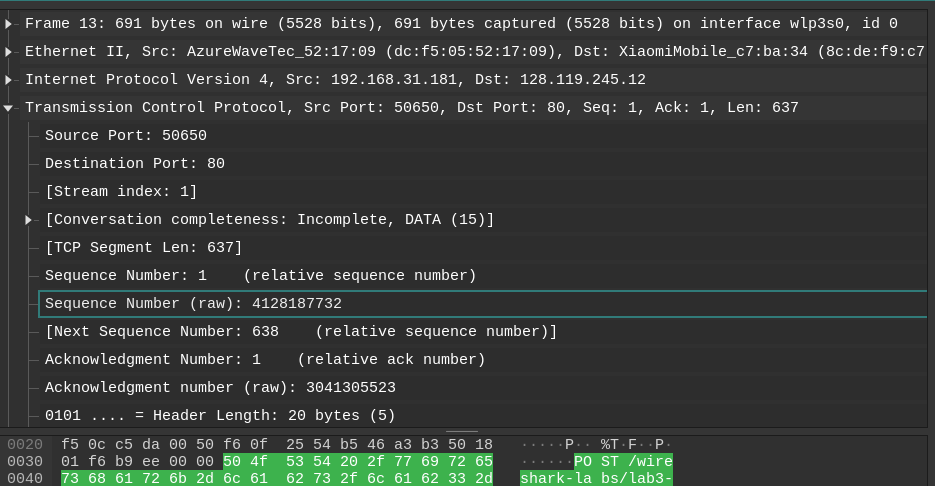 Frame 13: 691 bytes on wire (5528 bits), 691 bytes captured (5528 bits) on interface wlp3s0, id 0
Ethernet II, Src: AzureWaveTec_52:17:09 (dc:f5:05:52:17:09), Dst: XiaomiMobile_c7:ba:34 (8c:de:f9:c7
Internet Protocol Version 4, Src: 192.168.31.181, Dst: 128.119.245.12
Transmission Control Protocol, Src Port: 50650, Dst Port: 80, Seq: 1, Ack: 1, Len: 637
Source Port: 50650
Destination Port: 80
[Stream index: 1]
[Conversation completeness: Incomplete, DATA (15)]
[TCP Segment Len: 637]
Sequence Number: 1    (relative sequence number)
Sequence Number (raw): 4128187732
[Next Sequence Number: 638    (relative sequence number)]
Acknowledgment Number: 1    (relative ack number)
Acknowledgment number (raw): 3041305523
0101 .... = Header Length: 20 bytes (5)
0020  f5 0c c5 da 00 50 f6 0f  25 54 b5 46 a3 b3 50 18   ·····P·· %T·F··P·
0030  01 f6 b9 ee 00 00 50 4f  53 54 20 2f 77 69 72 65   ······PO ST /wire
0040  73 68 61 72 6b 2d 6c 61  62 73 2f 6c 61 62 33 2d   shark-la bs/lab3-